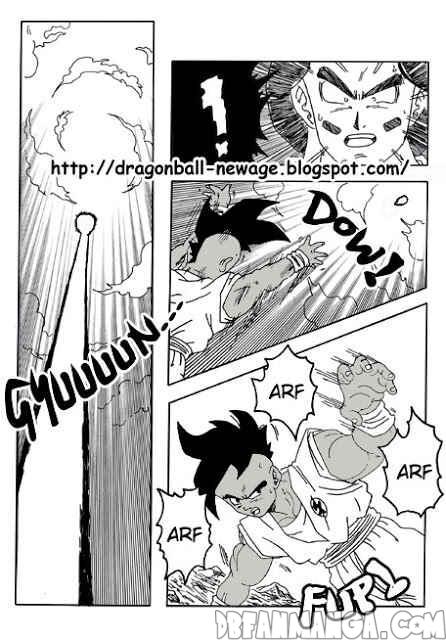 !
http://dragonball-newage.blogspot.com/
DOW!
GYUUUUN...
ARF
ARF
ARF
FUP!
DBFANMANGA.COM